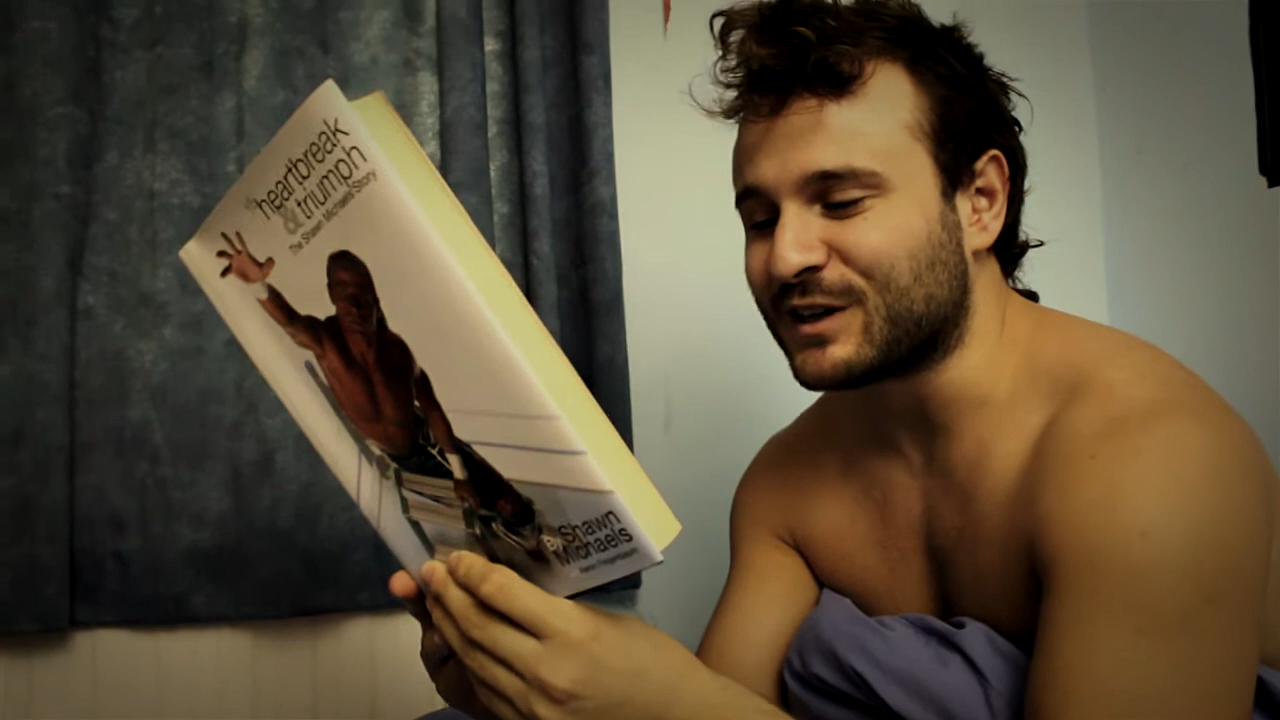 heartbreak
& triumph
The Shawn Michaels Story
Shawn
Michaels